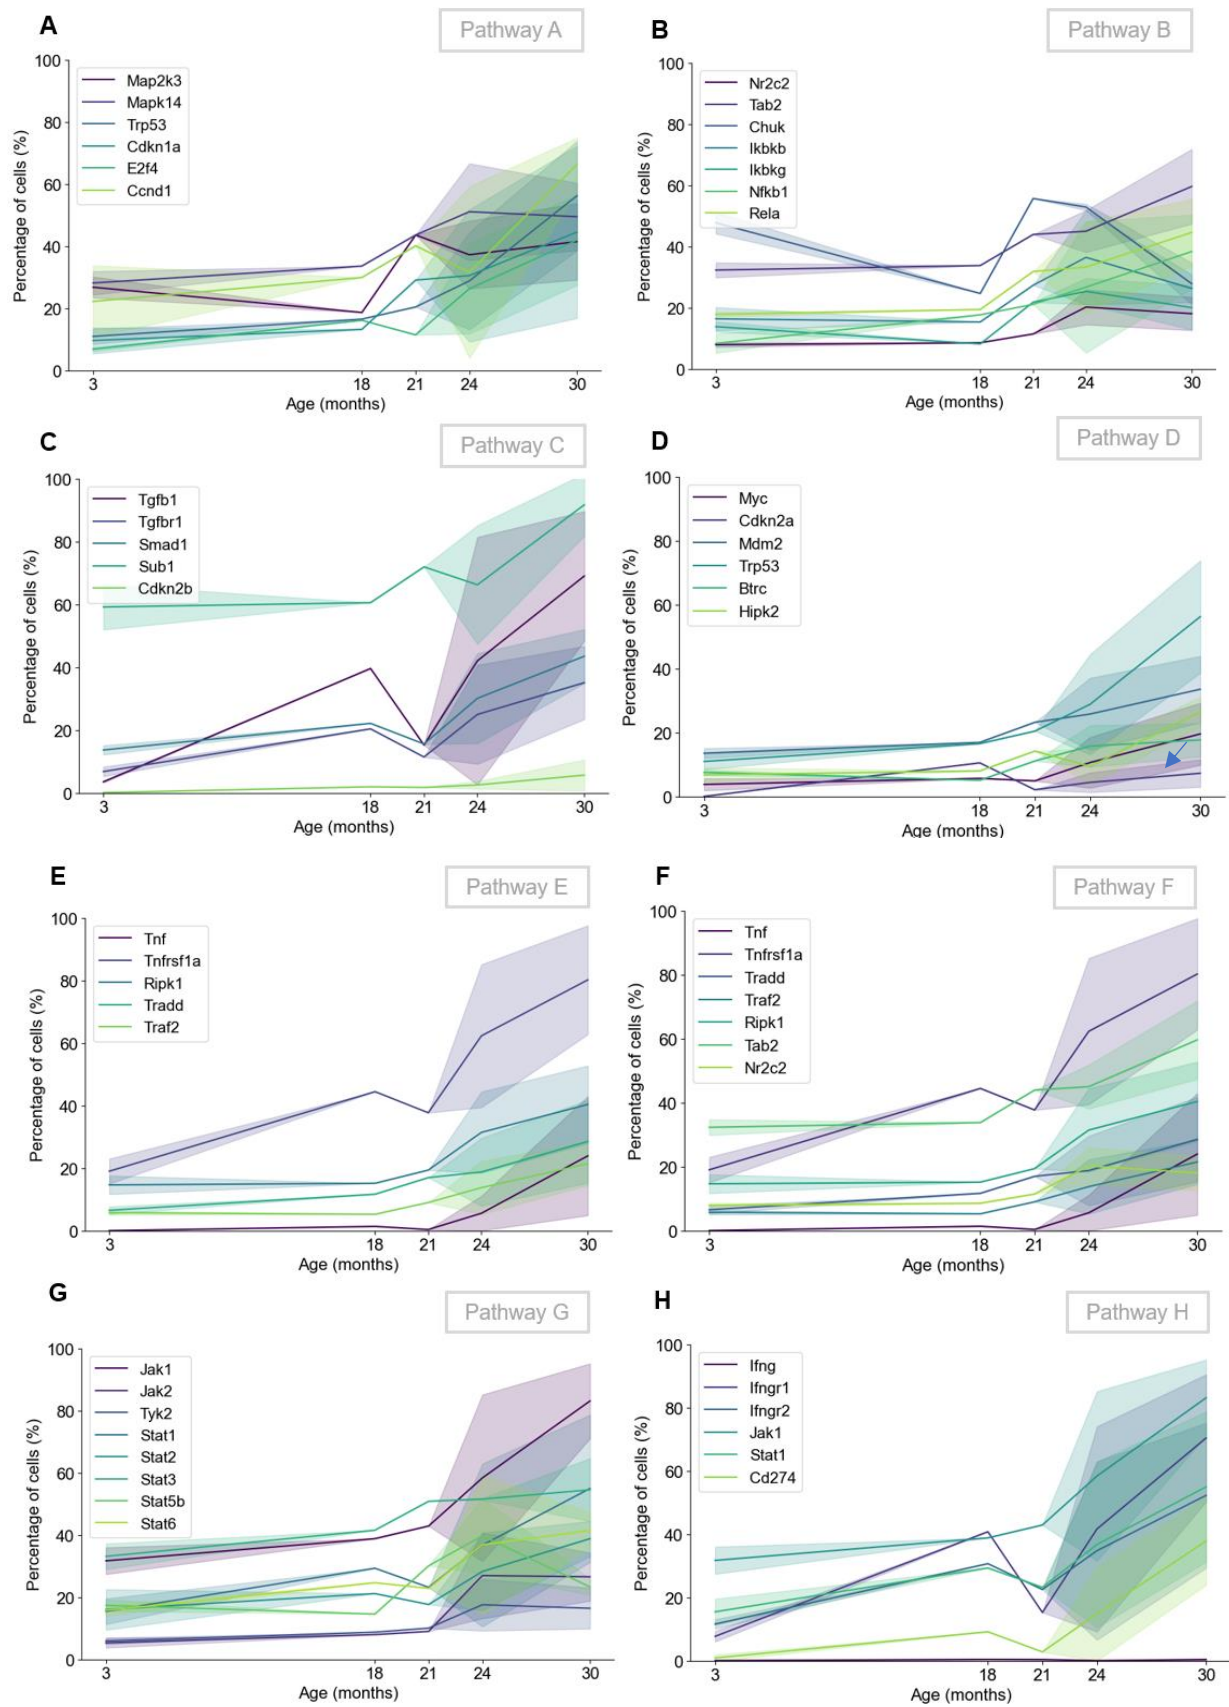 A
Pathway A
Percentage of cells (%)
100
80
60
40
20
0
Map2k3
Mapk14
Trp53
Cdkn1a
E2f4
Ccnd1
3 18 21 24 30
Age (months)
B
Pathway B
Percentage of cells (%)
100
80
60
40
20
0
Nr2c2
Tab2
Chuk
Ikbkb
Ikbkg
Nfkb1
Rela
3 18 21 24 30
Age (months)
C
Pathway C
Percentage of cells (%)
100
80
60
40
20
0
Tgfb1
Tgfbr1
Smad1
Sub1
Cdkn2b
3 18 21 24 30
Age (months)
D
Pathway D
Percentage of cells (%)
100
80
60
40
20
0
Myc
Cdkn2a
Mdm2
Trp53
Btrc
Hipk2
3 18 21 24 30
Age (months)
E
Pathway E
Percentage of cells (%)
100
80
60
40
20
0
Tnf
Tnfrsf1a
Ripk1
Tradd
Traf2
3 18 21 24 30
Age (months)
F
Pathway F
Percentage of cells (%)
100
80
60
40
20
0
Tnf
Tnfrsf1a
Tradd
Traf2
Ripk1
Tab2
Nr2c2
3 18 21 24 30
Age (months)
G
Pathway G
Percentage of cells (%)
100
80
60
40
20
0
Jak1
Jak2
Tyk2
Stat1
Stat2
Stat3
Stat5b
Stat6
3 18 21 24 30
Age (months)
H
Pathway H
Percentage of cells (%)
100
80
60
40
20
0
Ifng
Ifngr1
Ifngr2
Jak1
Stat1
Cd274
3 18 21 24 30
Age (months)